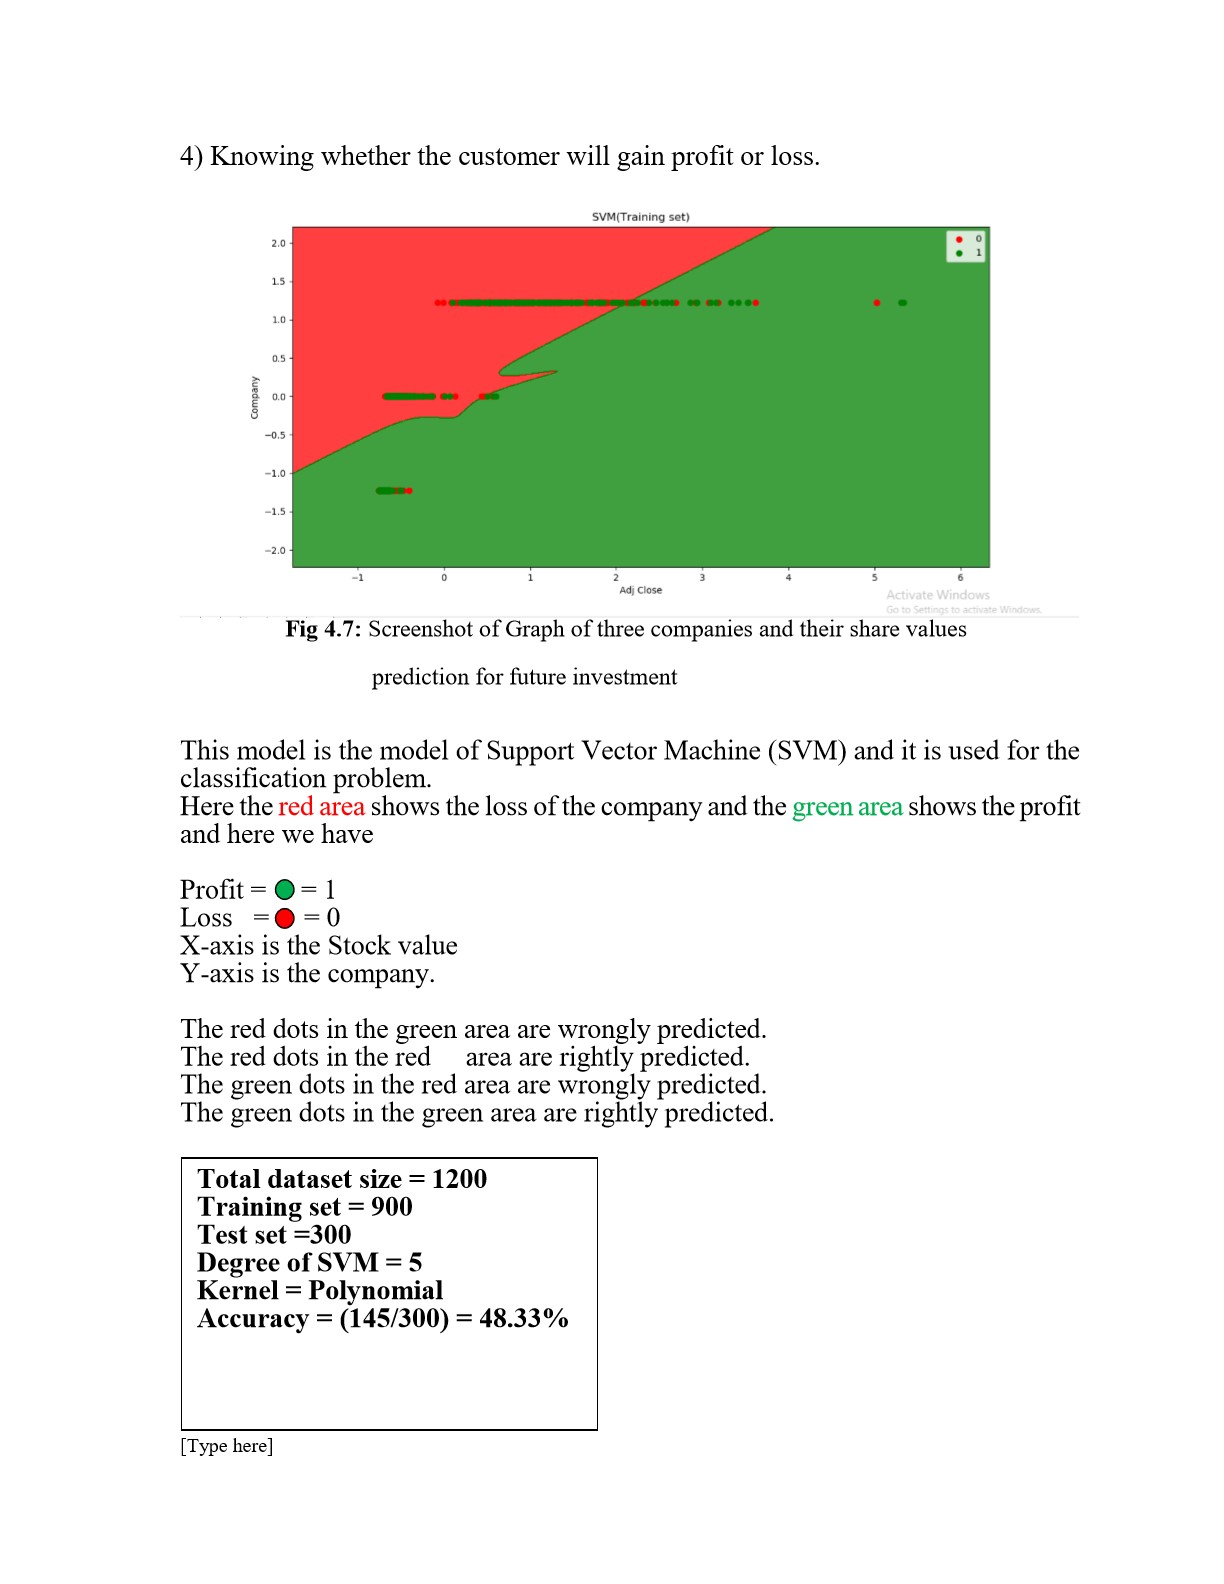 4) Knowing whether the customer will gain profit or loss.
SVM(Training set)
0
1
2.0
1.5
1.0
0.5
0.0
−0.5
−1.0
−1.5
−2.0
Company
−1 0 1 2 3 4 5 6
Adj Close
Activate Windows
Go to Settings to activate Windows.
Fig 4.7: Screenshot of Graph of three companies and their share values
prediction for future investment
This model is the model of Support Vector Machine (SVM) and it is used for the
classification problem.
Here the red area shows the loss of the company and the green area shows the profit
and here we have
Profit = = 1
Loss = = 0
X-axis is the Stock value
Y-axis is the company.
The red dots in the green area are wrongly predicted.
The red dots in the red area are rightly predicted.
The green dots in the red area are wrongly predicted.
The green dots in the green area are rightly predicted.
Total dataset size = 1200
Training set = 900
Test set =300
Degree of SVM = 5
Kernel = Polynomial
Accuracy = (145/300) = 48.33%
[Type here]